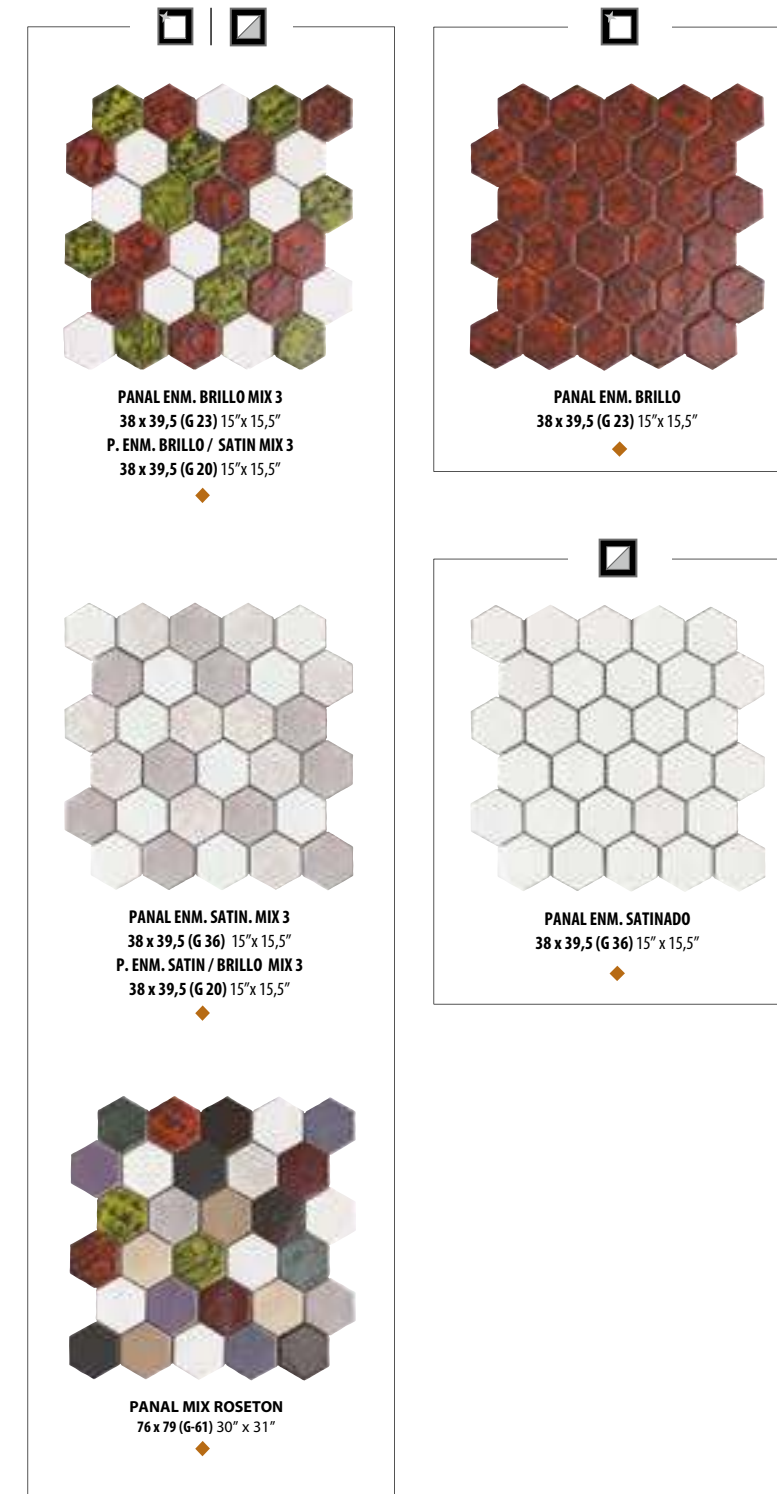 PANAL ENM. BRILLO MIX 3
38 x 39,5 (G 23) 15”x 15,5”
P. ENM. BRILLO / SATIN MIX 3
38 x 39,5 (G 20) 15”x 15,5”
PANAL ENM. SATIN. MIX 3
38 x 39,5 (G 36) 15”x 15,5”
P. ENM. SATIN / BRILLO MIX 3
38 x 39,5 (G 20) 15”x 15,5”
PANAL MIX ROSETON
76 x 79 (G-61) 30” x 31”
PANAL ENM. BRILLO
38 x 39,5 (G 23) 15”x 15,5”
PANAL ENM. SATINADO
38 x 39,5 (G 36) 15” x 15,5”